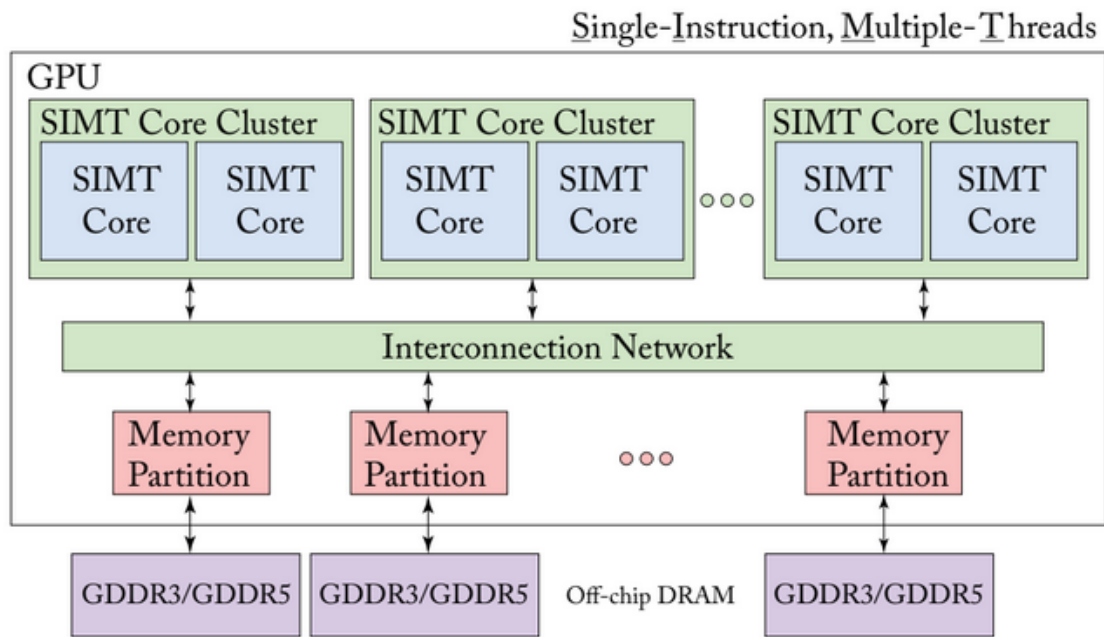 Single-Instruction, Multiple-Threads
GPU
SIMT Core Cluster
SIMT
Core
SIMT
Core
SIMT Core Cluster
SIMT
Core
SIMT
Core
SIMT Core Cluster
SIMT
Core
SIMT
Core
Interconnection Network
Memory
Partition
Memory
Partition
Memory
Partition
GDDR3/GDDR5
GDDR3/GDDR5
Off-chip DRAM
GDDR3/GDDR5